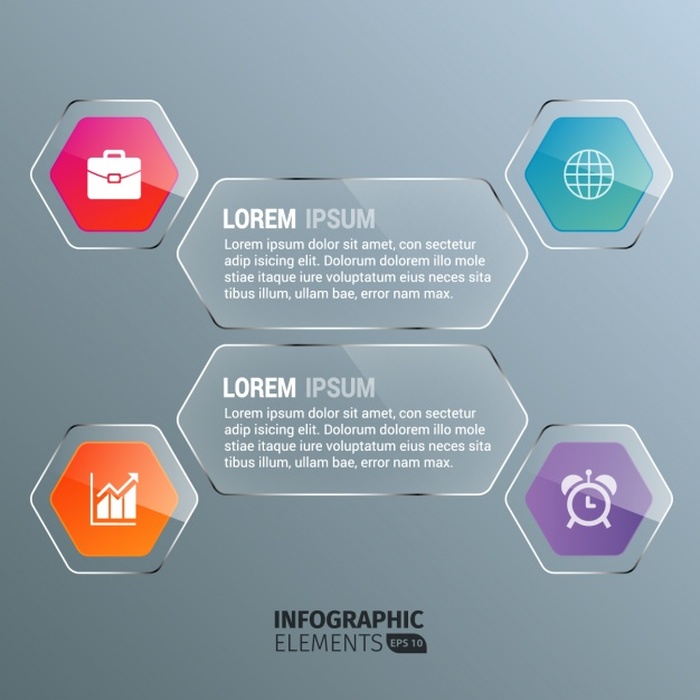 LOREM IPSUM
Lorem ipsum dolor sit amet, con sectetur
adip isicing elit. Dolorum dolorem illo mole
stiae itaque iure voluptatum eius neces sita
tibus illum, ullam bae, error nam max.
LOREM IPSUM
Lorem ipsum dolor sit amet, con sectetur
adip isicing elit. Dolorum dolorem illo mole
stiae itaque iure voluptatum eius neces sita
tibus illum, ullam bae, error nam max.
INFOGRAPHIC
ELEMENTS EPS 10